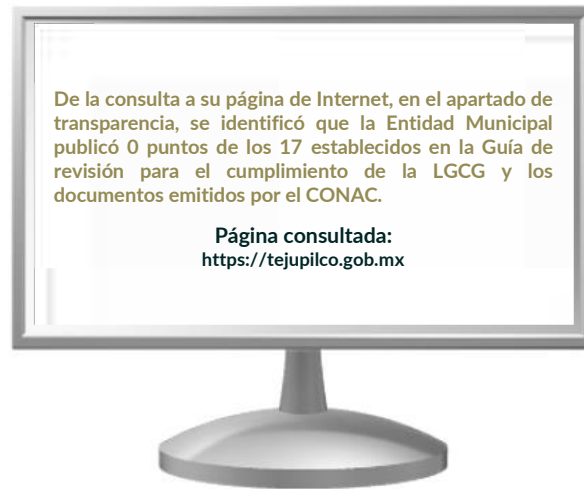 De la consulta a su página de Internet, en el apartado de
transparencia, se identificó que la Entidad Municipal
publicó 0 puntos de los 17 establecidos en la Guía de
revisión para el cumplimiento de la LGCG y los
documentos emitidos por el CONAC.
Página consultada:
https://tejupilco.gob.mx